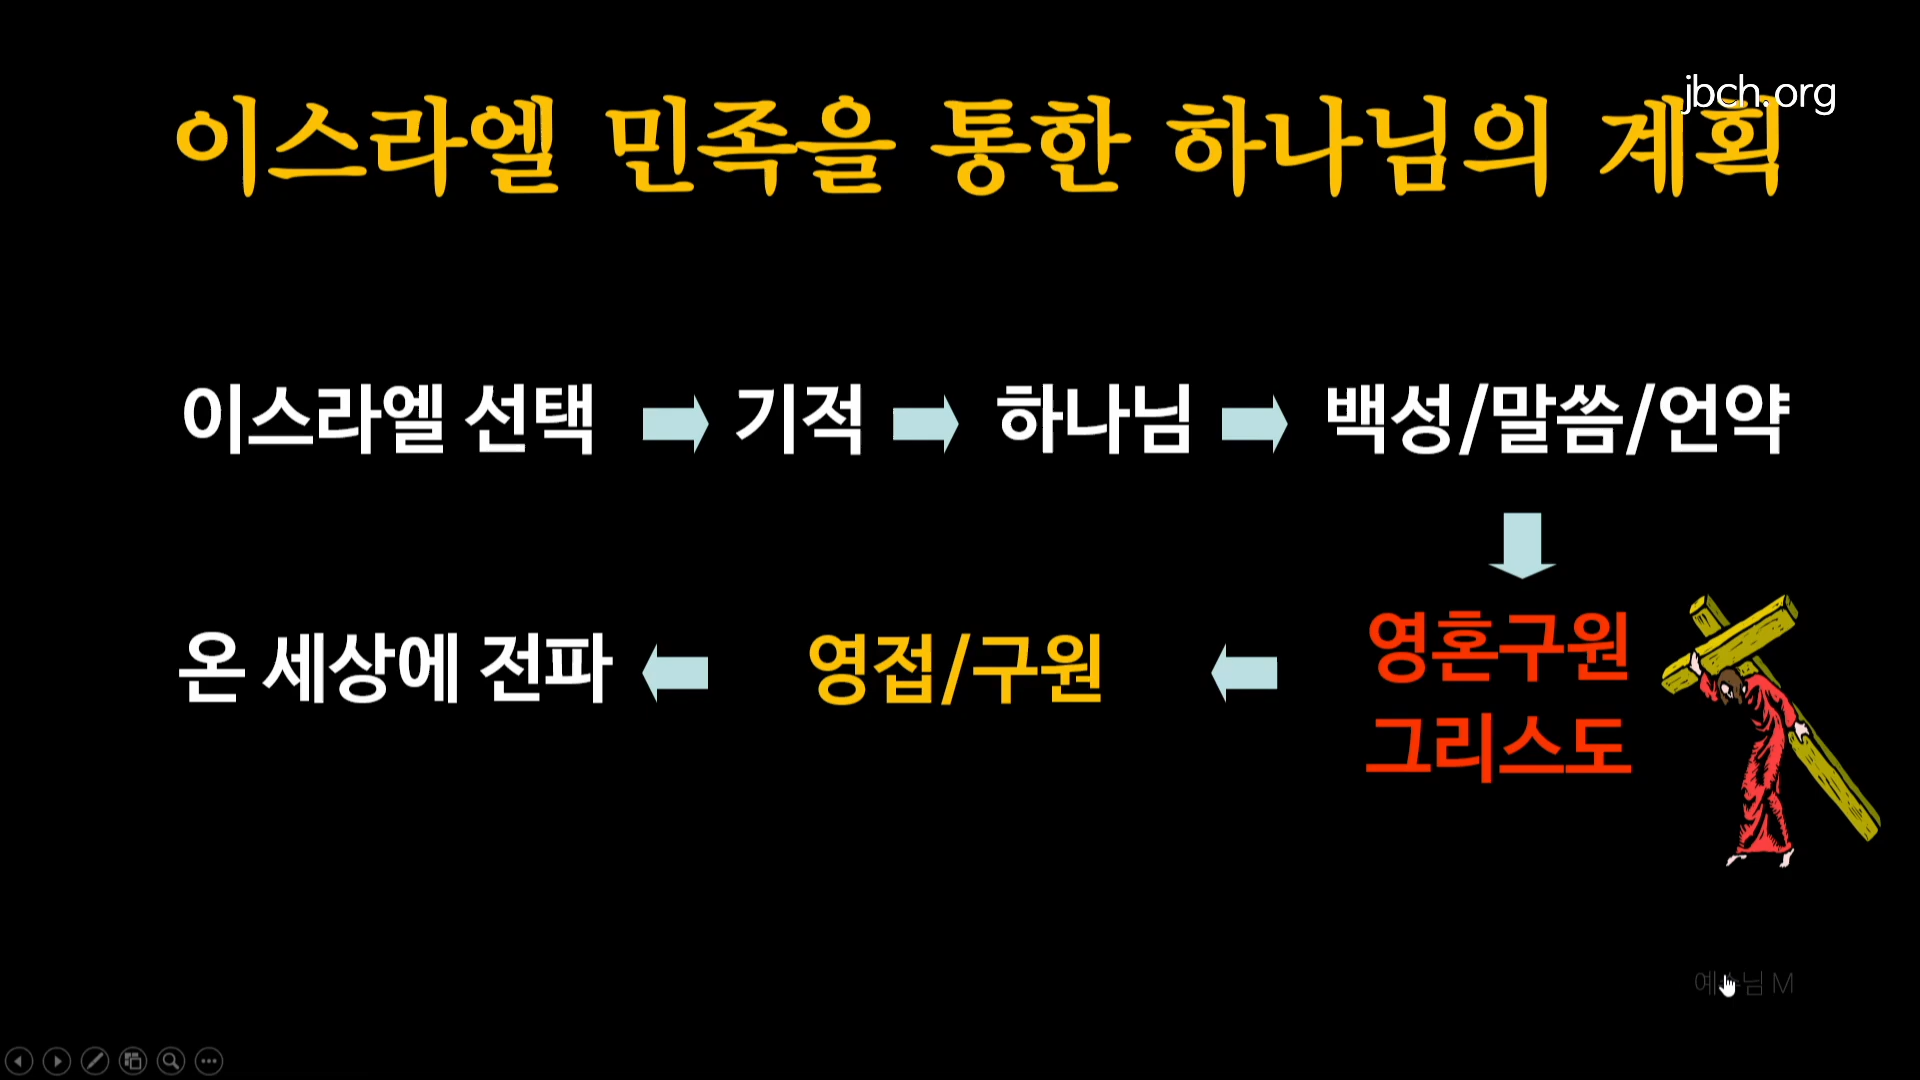 jbch.org
이스라엘 민족을 통한 하나님의 계획
이스라엘 선택 기적 하나님 백성/말씀/언약
온 세상에 전파 영접/구원 영혼구원
그리스도
M